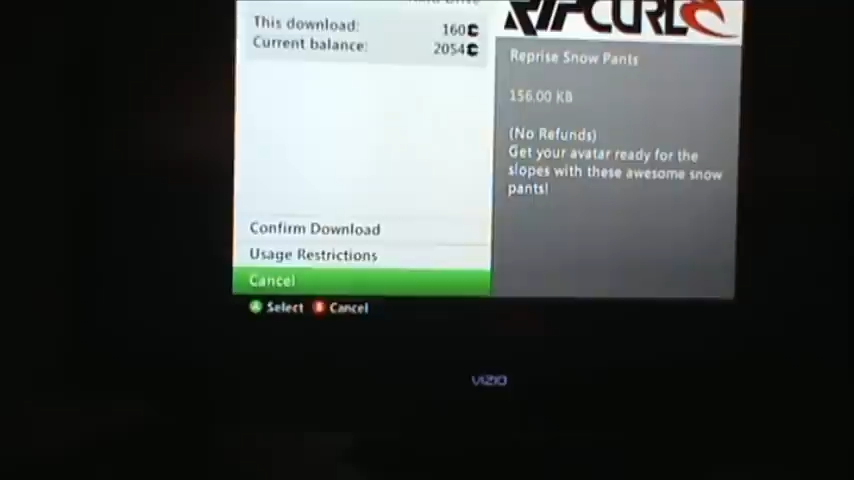 This download: 160
Current balance: 2054
RIPCURL
Reprise Snow Pants
156.00 KB
(No Refunds)
Get your avatar ready for the
slopes with these awesome snow
pants!
Confirm Download
Usage Restrictions
Cancel
A Select B Cancel
VIZIO